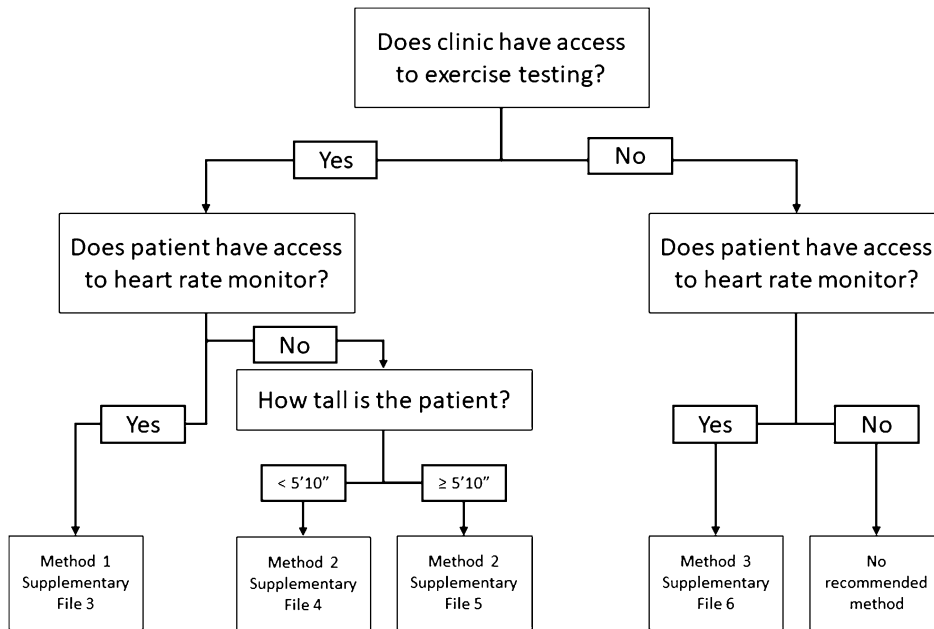 Does clinic have access
to exercise testing?
Yes
No
Does patient have access
to heart rate monitor?
Does patient have access
to heart rate monitor?
No
How tall is the patient?
Yes
Yes
No
< 5’10”
≥ 5’10”
Method 1
Supplementary
File 3
Method 2
Supplementary
File 4
Method 2
Supplementary
File 5
Method 3
Supplementary
File 6
No
recommended
method